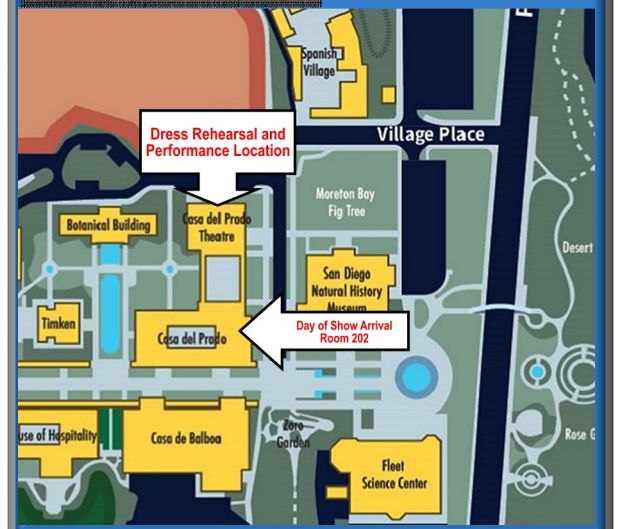 Spanish
Village
Dress Rehearsal and
Performance Location
Village Place
Moreton Bay
Fig Tree
Botanical Building
Casa del Prado
Theatre
Desert
San Diego
Natural History
Museum
Timken
Casa del Prado
Day of Show Arrival
Room 202
use of Hospitality
Casa de Balboa
Zoro
Garden
Rose G
Fleet
Science Center